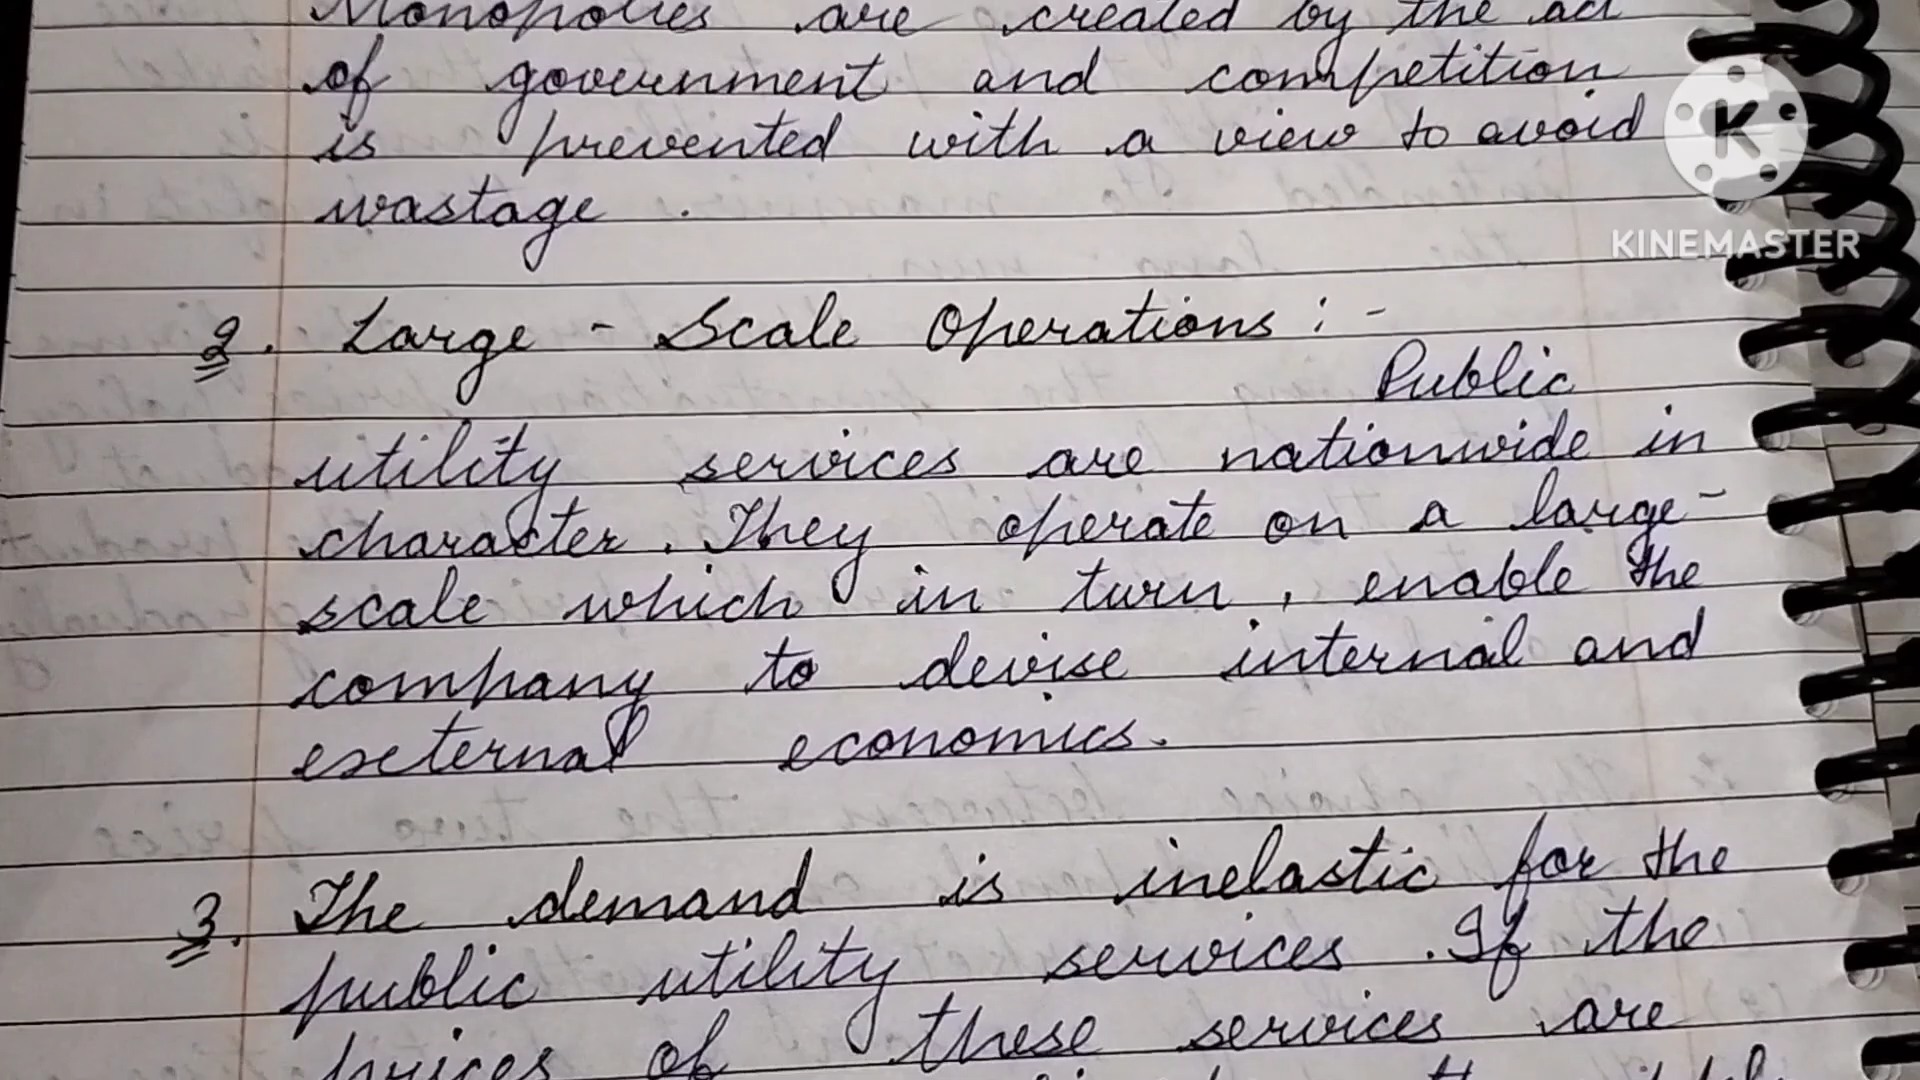 Monopolies are created by the act
of government and competition
is prevented with a view to avoid
wastage .
2. Large - Scale Operations : -
Public
utility services are nationwide in
character. They operate on a large-
scale which in turn, enable the
company to devise internal and
external economics.
3. The demand is inelastic for the
public utility services. If the
prices of these services are
KINEMASTER